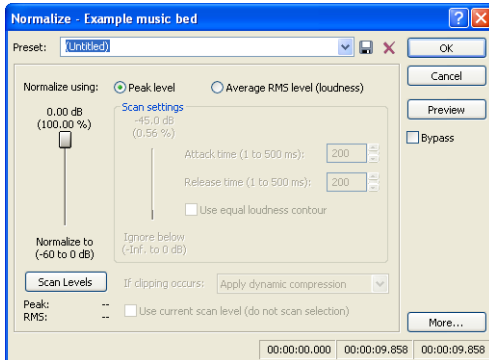 Normalize - Example music bed
Preset: (Untitled)
OK
Cancel
Normalize using: Peak level Average RMS level (loudness)
Preview
Bypass
0.00 dB
(100.00 %)
Scan settings
-45.0 dB
(0.56 %)
Attack time (1 to 500 ms): 200
Release time (1 to 500 ms): 200
Use equal loudness contour
Normalize to
(-60 to 0 dB)
Ignore below
(-Inf. to 0 dB)
Scan Levels
If clipping occurs: Apply dynamic compression
Peak: --
RMS: --
Use current scan level (do not scan selection)
More...
00:00:00.000 00:00:09.858 00:00:09.858